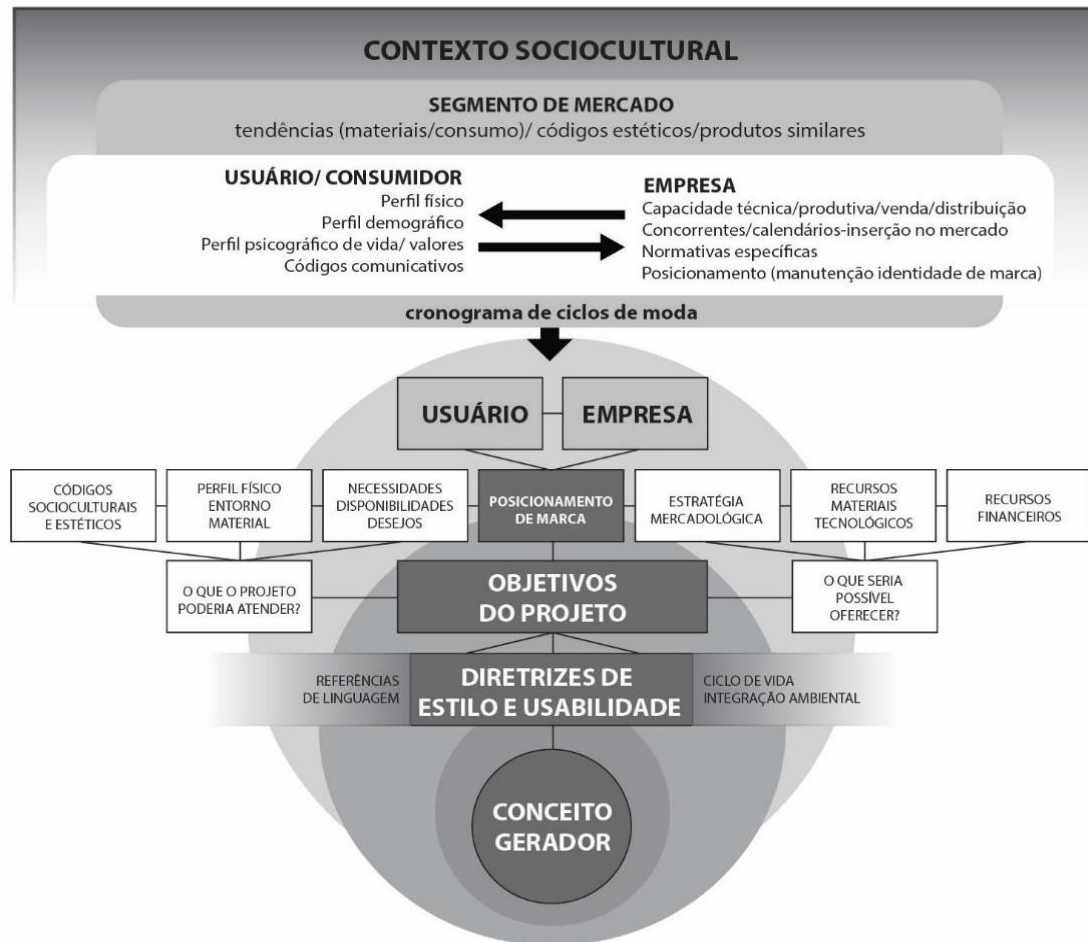 CONTEXTO SOCIOCULTURAL
SEGMENTO DE MERCADO
tendências (materiais/consumo)/ códigos estéticos/produtos similares
USUÁRIO/ CONSUMIDOR
Perfil físico
Perfil demográfico
Perfil psicográfico de vida/ valores
Códigos comunicativos
EMPRESA
Capacidade técnica/produtiva/venda/distribuição
Concorrentes/calendários-inserção no mercado
Normativas específicas
Posicionamento (manutenção identidade de marca)
cronograma de ciclos de moda
USUÁRIO
EMPRESA
CÓDIGOS
SOCIOCULTURAIS
E ESTÉTICOS
PERFIL FÍSICO
ENTORNO
MATERIAL
NECESSIDADES
DISPONIBILIDADES
DESEJOS
POSICIONAMENTO
DE MARCA
ESTRATÉGIA
MERCADOLÓGICA
RECURSOS
MATERIAIS
TECNOLÓGICOS
RECURSOS
FINANCEIROS
O QUE O PROJETO
PODERIA ATENDER?
OBJETIVOS
DO PROJETO
O QUE SERIA
POSSÍVEL
OFERECER?
REFERÊNCIAS
DE LINGUAGEM
DIRETRIZES DE
ESTILO E USABILIDADE
CICLO DE VIDA
INTEGRAÇÃO AMBIENTAL
CONCEITO
GERADOR